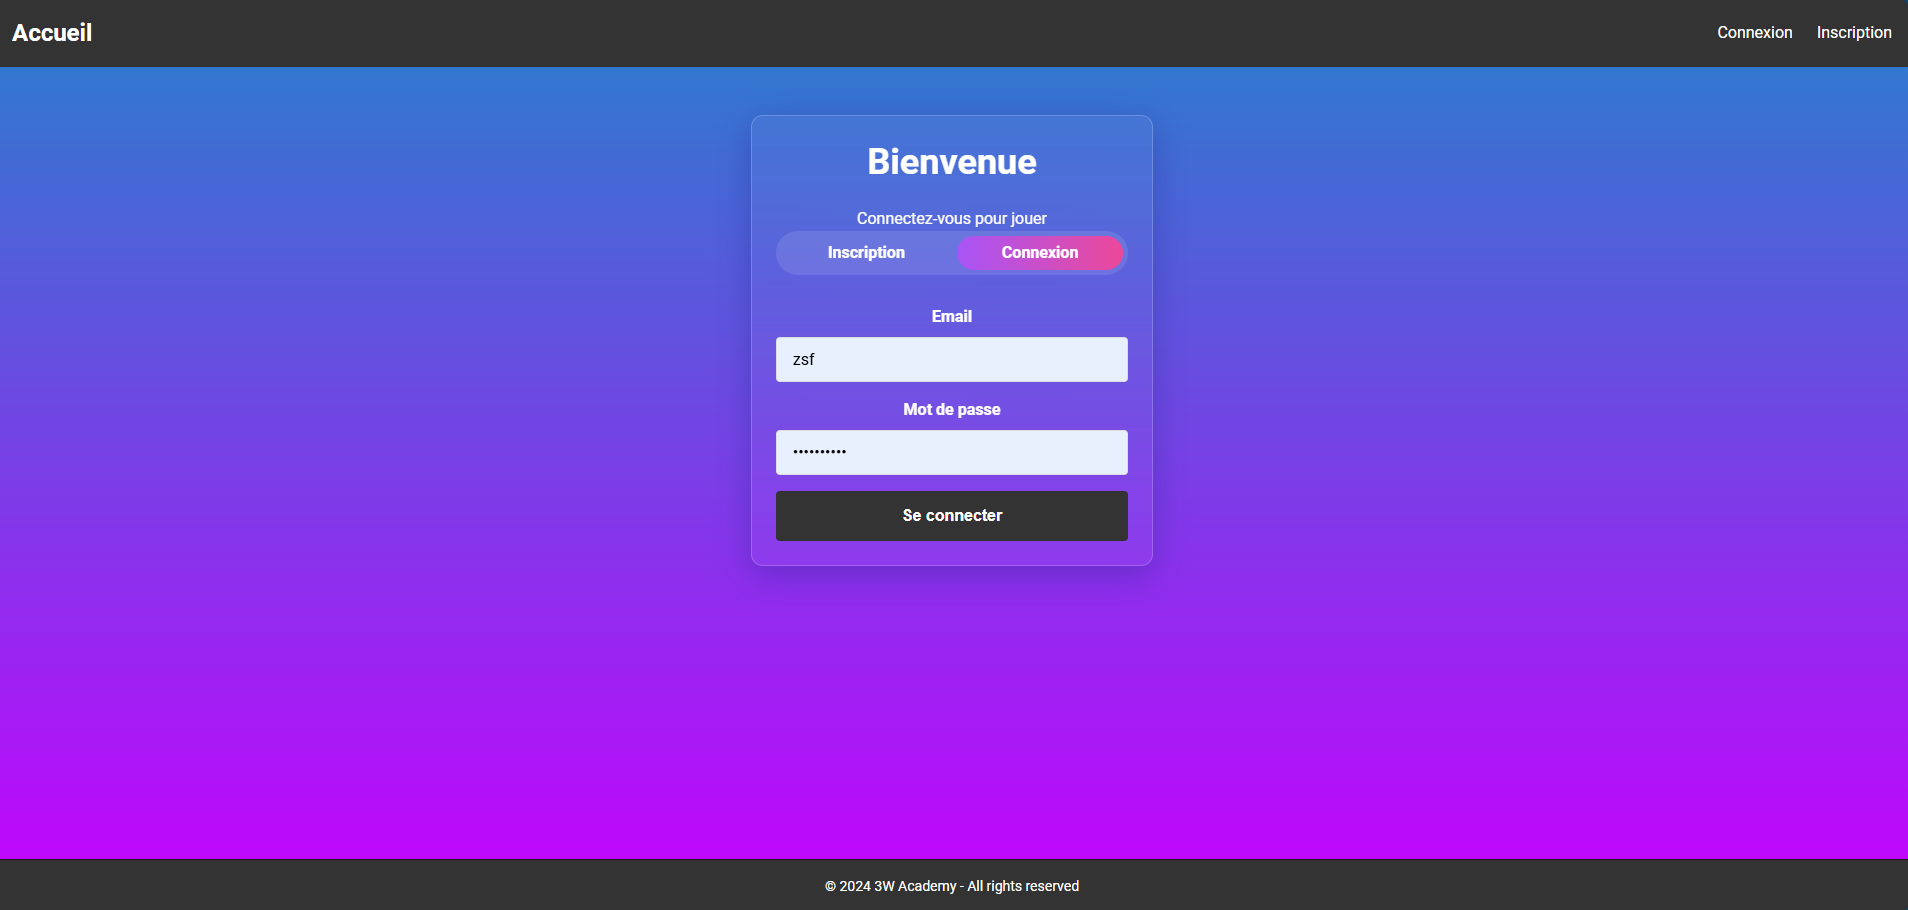 Accueil
Connexion Inscription
Bienvenue
Connectez-vous pour jouer
Inscription Connexion
Email
zsf
Mot de passe
••••••••••
Se connecter
© 2024 3W Academy - All rights reserved